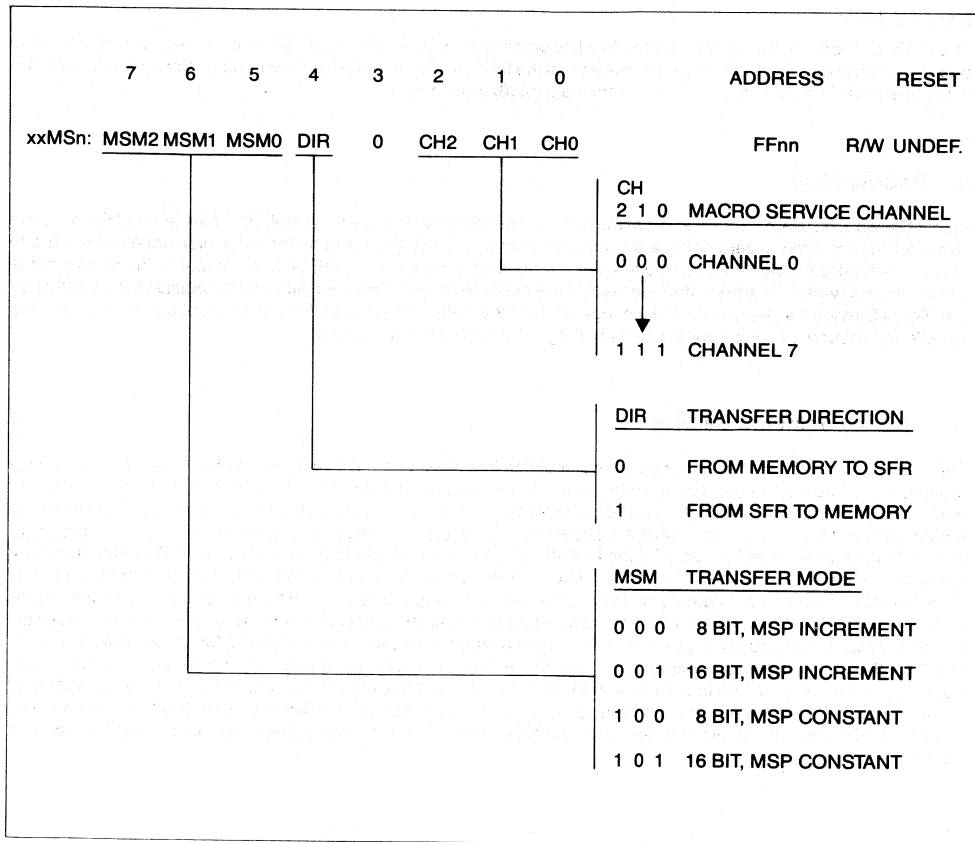 7 6 5 4 3 2 1 0 ADDRESS RESET
xxMSn: MSM2 MSM1 MSM0 DIR 0 CH2 CH1 CH0 FFnn R/W UNDEF.
CH
2 1 0 MACRO SERVICE CHANNEL
0 0 0 CHANNEL 0
1 1 1 CHANNEL 7
DIR TRANSFER DIRECTION
0 FROM MEMORY TO SFR
1 FROM SFR TO MEMORY
MSM TRANSFER MODE
0 0 0 8 BIT, MSP INCREMENT
0 0 1 16 BIT, MSP INCREMENT
1 0 0 8 BIT, MSP CONSTANT
1 0 1 16 BIT, MSP CONSTANT